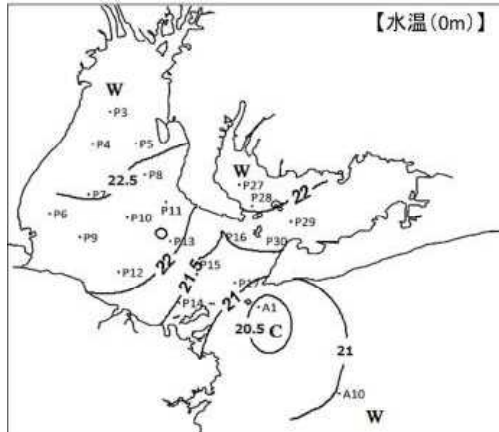 【水温(0m)】
W
P3
P4
P5
W
22.5
P8
P27
P7
P28
22
P6
P10
P11
P29
P9
P13
P16
P30
22
P15
P12
21.5
P17
P14
21
A1
20.5 C
21
A10
W